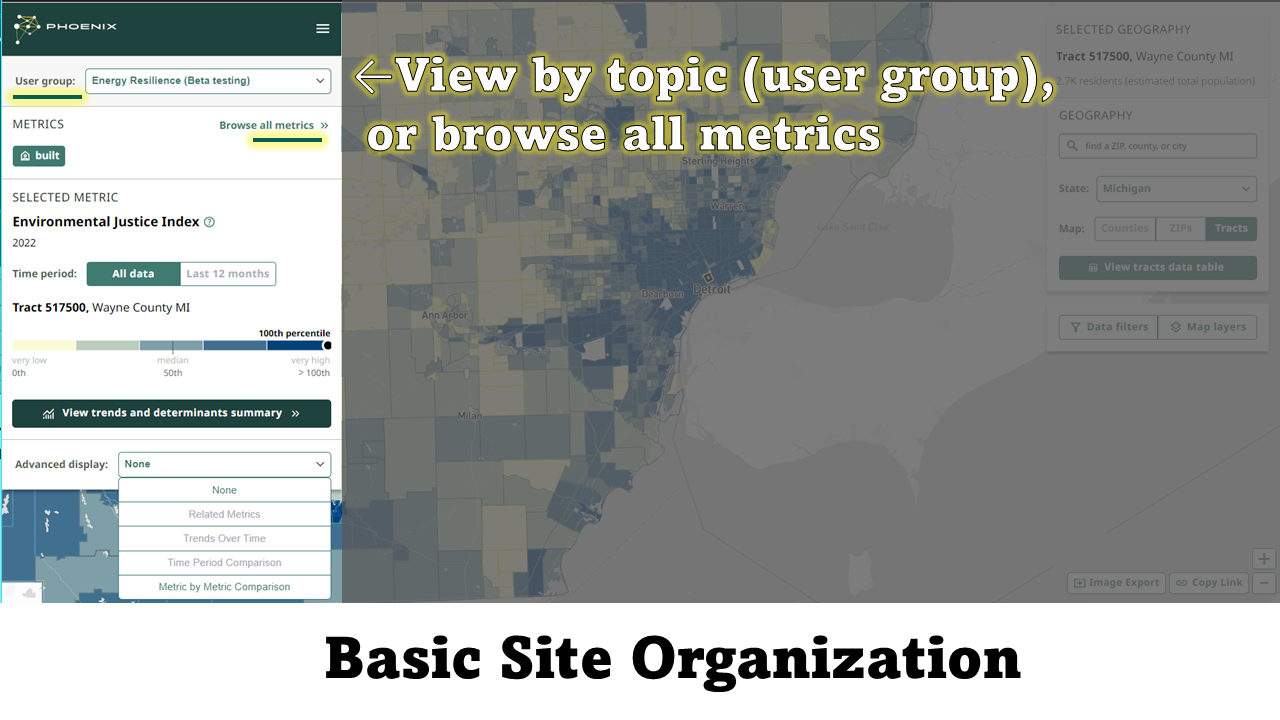 PHOENIX
User group: Energy Resilience (Beta testing)
METRICS
Browse all metrics »
built
SELECTED METRIC
Environmental Justice Index ?
2022
Time period: All data Last 12 months
Tract 517500, Wayne County MI
100th percentile
very low median very high
0th 50th > 100th
View trends and determinants summary »
Advanced display: None
None
Related Metrics
Trends Over Time
Time Period Comparison
Metric by Metric Comparison
←View by topic (user group),
or browse all metrics
Sterling Heights
Warren
Lake Saint Clair
Detroit
Dearborn
Ann Arbor
Milan
SELECTED GEOGRAPHY
Tract 517500, Wayne County MI
2.7K residents (estimated total population)
GEOGRAPHY
find a ZIP, county, or city
State: Michigan
Map: Counties ZIPs Tracts
View tracts data table
Data filters Map layers
+
Image Export Copy Link −
Basic Site Organization